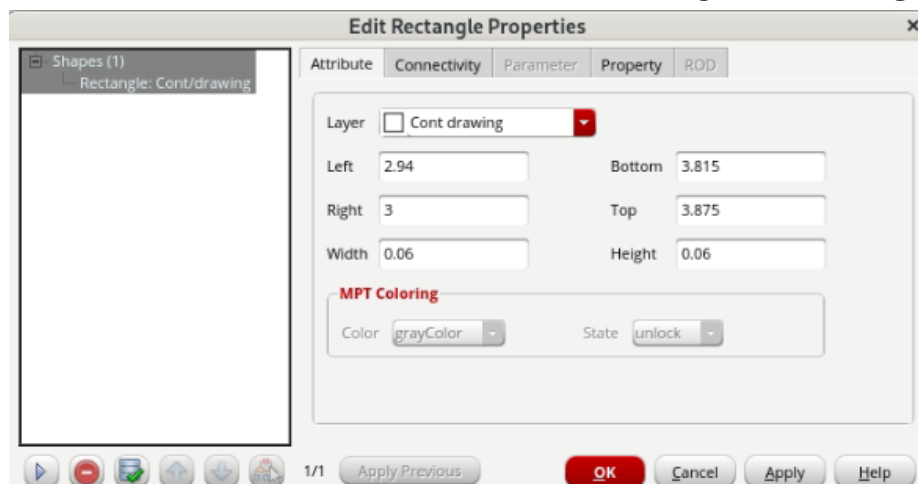 Edit Rectangle Properties
Shapes (1)
Rectangle: Cont/drawing
Attribute Connectivity Parameter Property ROD
Layer Cont drawing
Left 2.94 Bottom 3.815
Right 3 Top 3.875
Width 0.06 Height 0.06
MPT Coloring
Color grayColor State unlock
1/1 Apply Previous OK Cancel Apply Help